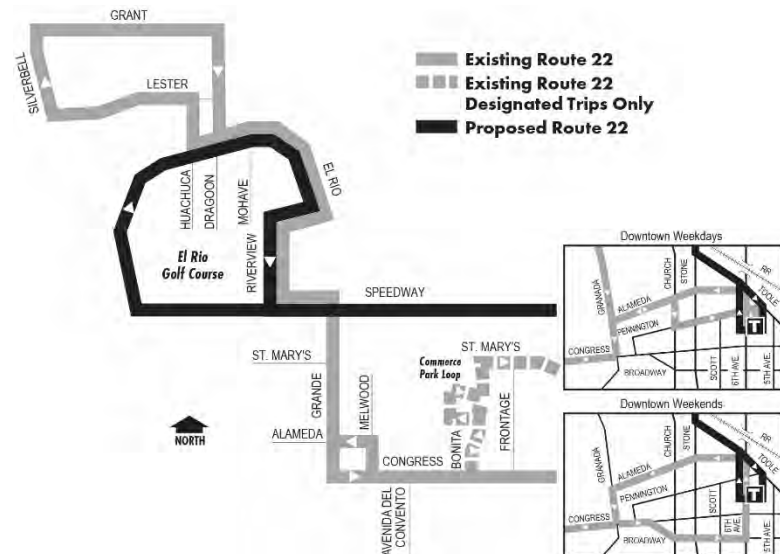 GRANT
SILVERBELL
LESTER
Existing Route 22
Existing Route 22
Designated Trips Only
Proposed Route 22
HUACHUCA
DRAGOON
MOHAVE
EL RIO
El Rio
Golf Course
RIVERVIEW
SPEEDWAY
ST. MARY'S
GRANDE
MELWOOD
ALAMEDA
NORTH
CONGRESS
AVENIDA DEL
CONVENTO
Commerce
Park Loop
ST. MARY'S
BONITA
FRONTAGE
Downtown Weekdays
GRANADA
CHURCH
STONE
RR
TOOLE
ALAMEDA
PENNINGTON
T
CONGRESS
BROADWAY
SCOTT
6TH AVE.
5TH AVE.
Downtown Weekends
GRANADA
CHURCH
STONE
RR
TOOLE
ALAMEDA
PENNINGTON
T
CONGRESS
BROADWAY
SCOTT
6TH AVE.
5TH AVE.